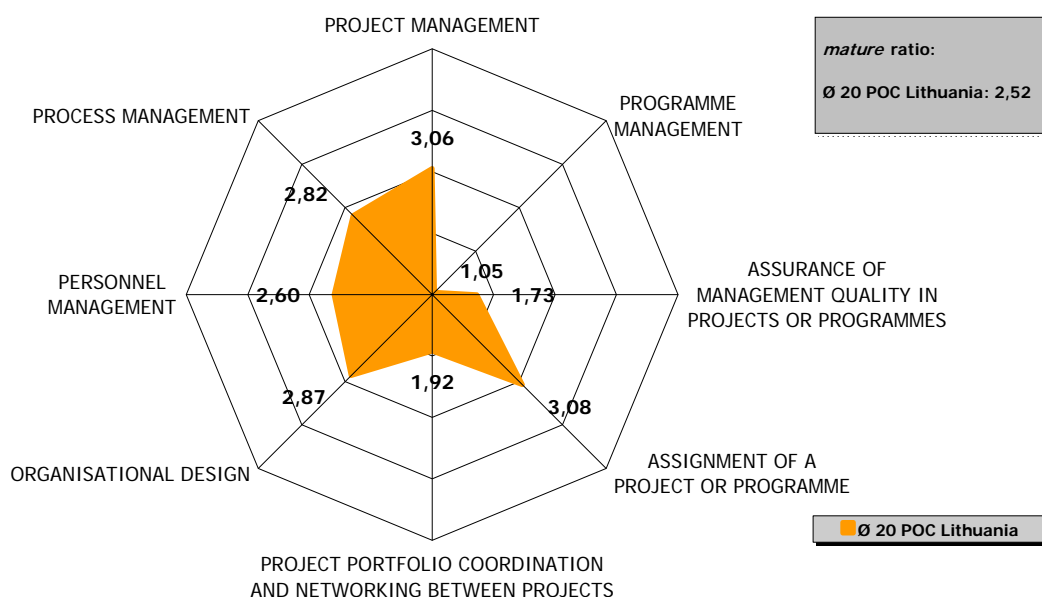 PROJECT MANAGEMENT
mature ratio:
Ø 20 POC Lithuania: 2,52
PROGRAMME
MANAGEMENT
PROCESS MANAGEMENT
3,06
2,82
1,05
ASSURANCE OF
MANAGEMENT QUALITY IN
PROJECTS OR PROGRAMMES
PERSONNEL
MANAGEMENT
2,60
1,73
1,92
2,87
3,08
ORGANISATIONAL DESIGN
ASSIGNMENT OF A
PROJECT OR PROGRAMME
Ø 20 POC Lithuania
PROJECT PORTFOLIO COORDINATION
AND NETWORKING BETWEEN PROJECTS